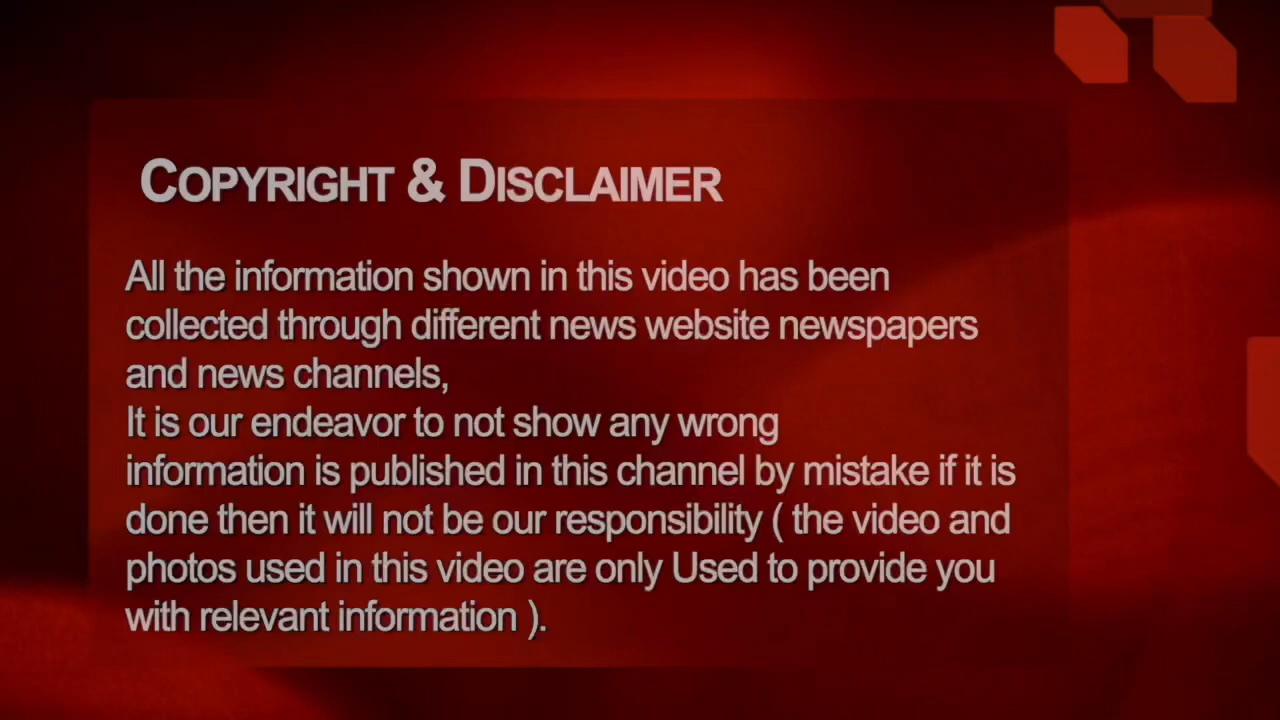 COPYRIGHT & DISCLAIMER
All the information shown in this video has been
collected through different news website newspapers
and news channels,
It is our endeavor to not show any wrong
information is published in this channel by mistake if it is
done then it will not be our responsibility ( the video and
photos used in this video are only Used to provide you
with relevant information ).